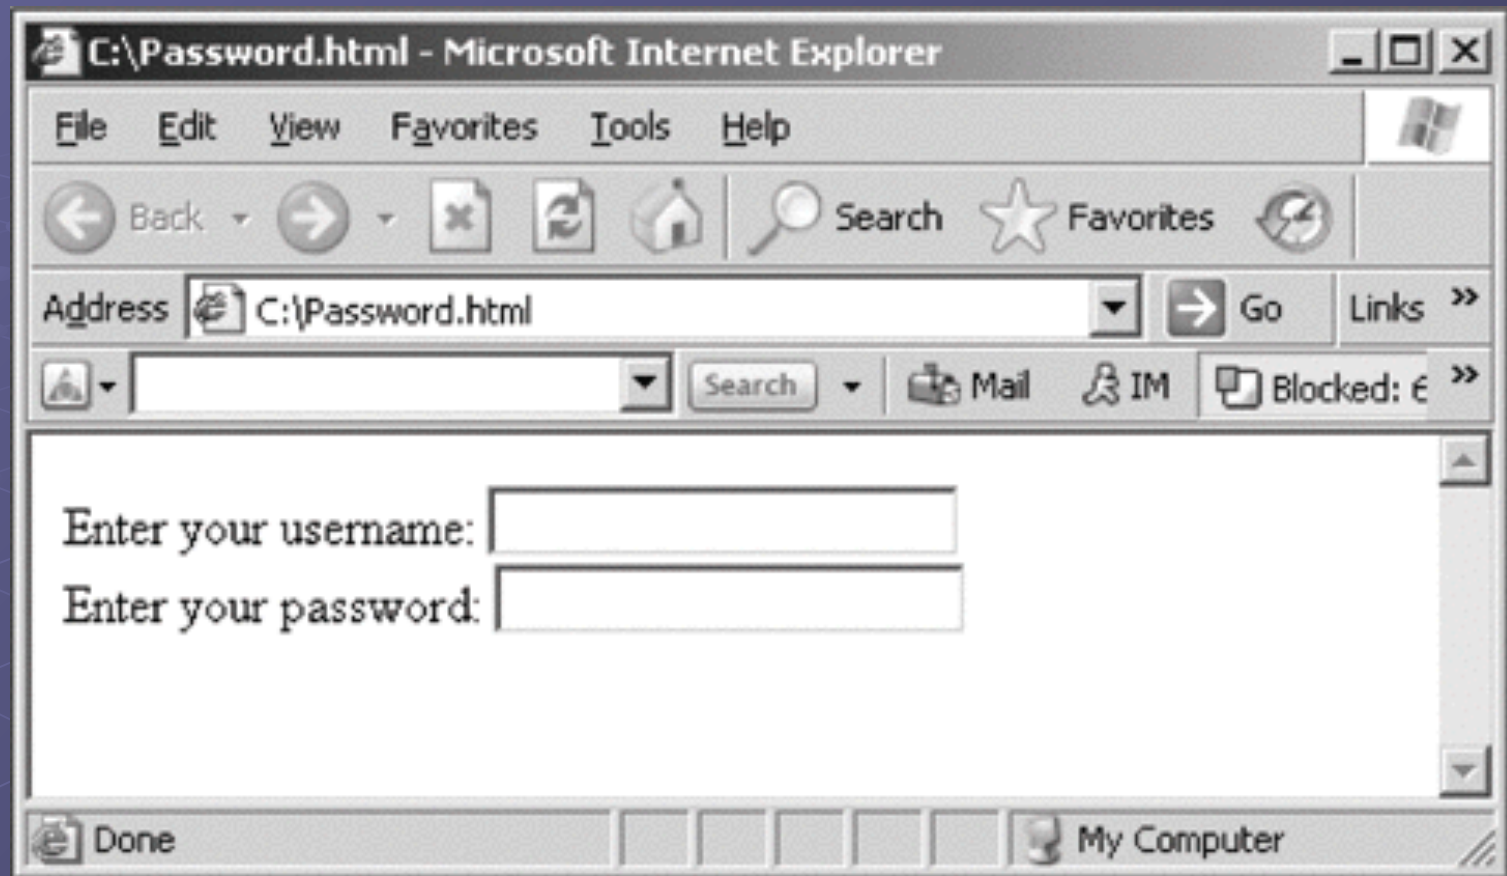 C:\Password.html - Microsoft Internet Explorer
File Edit View Favorites Tools Help
Back Search Favorites
Address C:\Password.html Go Links »
Search Mail IM Blocked: »
Enter your username:
Enter your password:
Done My Computer